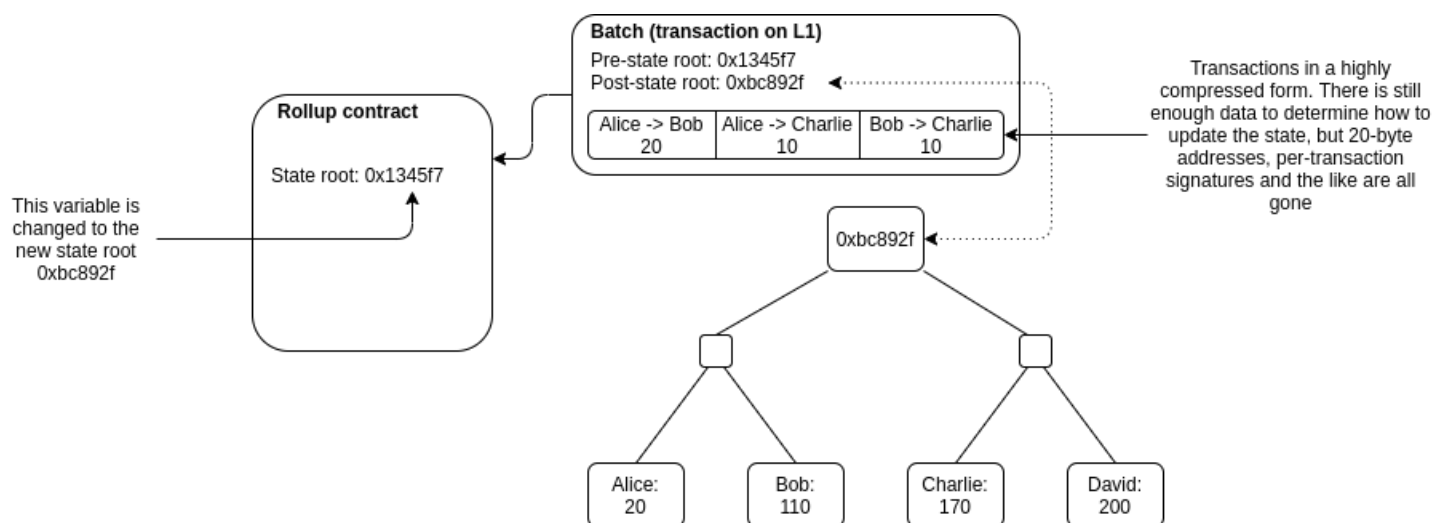 Batch (transaction on L1)
Pre-state root: 0x1345f7
Post-state root: 0xbc892f
Alice -> Bob
20
Alice -> Charlie
10
Bob -> Charlie
10
Transactions in a highly
compressed form. There is still
enough data to determine how to
update the state, but 20-byte
addresses, per-transaction
signatures and the like are all
gone
Rollup contract
State root: 0x1345f7
This variable is
changed to the
new state root
0xbc892f
0xbc892f
Alice:
20
Bob:
110
Charlie:
170
David:
200